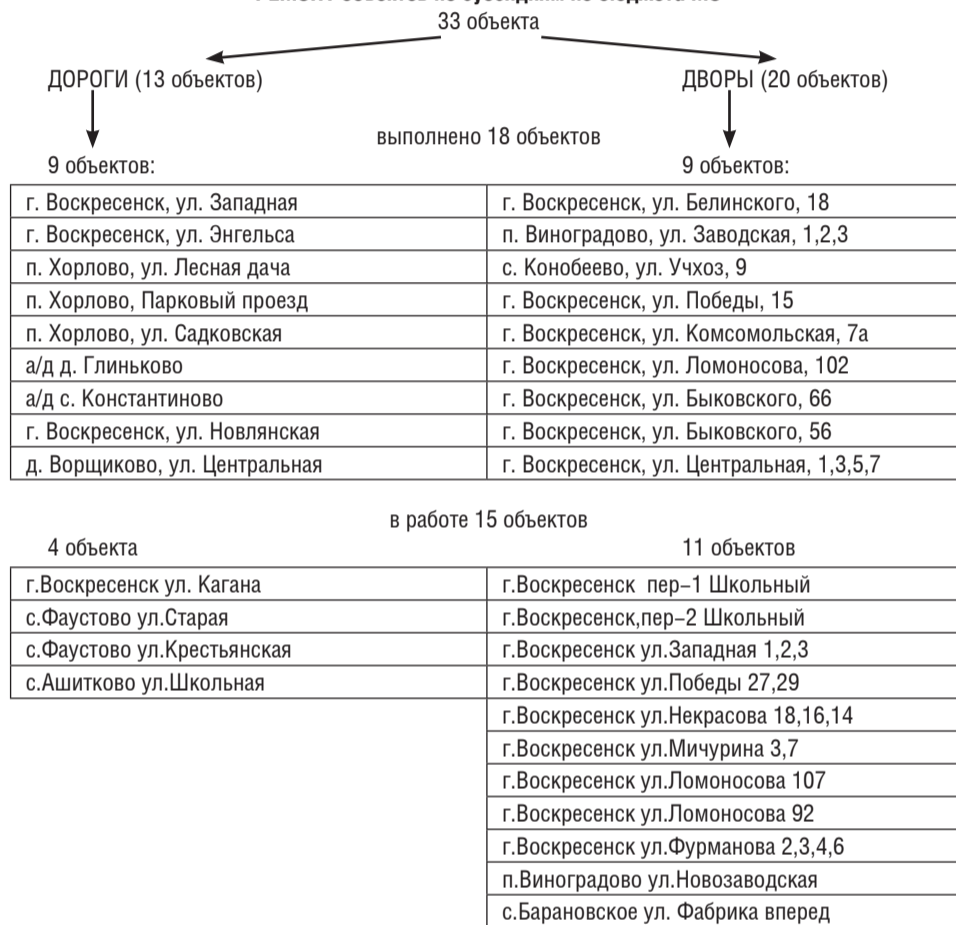 33 объекта
ДОРОГИ (13 объектов) ДВОРЫ (20 объектов)
выполнено 18 объектов
9 объектов: 9 объектов:
г. Воскресенск, ул. Западная г. Воскресенск, ул. Белинского, 18
г. Воскресенск, ул. Энгельса п. Виноградово, ул. Заводская, 1,2,3
п. Хорлово, ул. Лесная дача с. Конобеево, ул. Учхоз, 9
п. Хорлово, Парковый проезд г. Воскресенск, ул. Победы, 15
п. Хорлово, ул. Садковская г. Воскресенск, ул. Комсомольская, 7а
а/д д. Глиньково г. Воскресенск, ул. Ломоносова, 102
а/д с. Константиново г. Воскресенск, ул. Быковского, 66
г. Воскресенск, ул. Новлянская г. Воскресенск, ул. Быковского, 56
д. Ворщиково, ул. Центральная г. Воскресенск, ул. Центральная, 1,3,5,7
в работе 15 объектов
4 объекта 11 объектов
г.Воскресенск ул. Кагана г.Воскресенск пер–1 Школьный
с.Фаустово ул.Старая г.Воскресенск,пер–2 Школьный
с.Фаустово ул.Крестьянская г.Воскресенск ул.Западная 1,2,3
с.Ашитково ул.Школьная г.Воскресенск ул.Победы 27,29
г.Воскресенск ул.Некрасова 18,16,14
г.Воскресенск ул.Мичурина 3,7
г.Воскресенск ул.Ломоносова 107
г.Воскресенск ул.Ломоносова 92
г.Воскресенск ул.Фурманова 2,3,4,6
п.Виноградово ул.Новозаводская
с.Барановское ул. Фабрика вперед